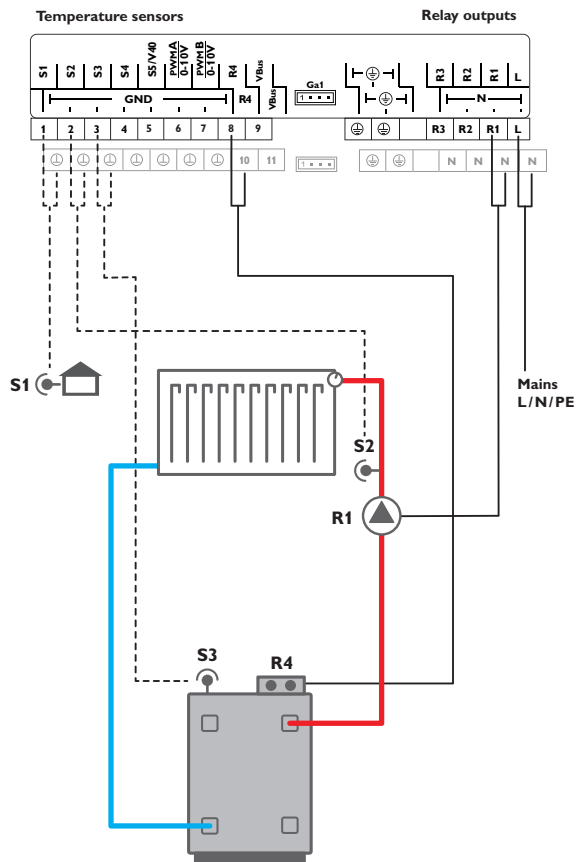 Temperature sensors Relay outputs
S1 S2 S3 S4 S5/V40 PWM A 0-10V PWM B 0-10V R4 VBus R3 R2 R1 L
GND R4 VBus Ga1 N
1 2 3 4 5 6 7 8 9 R3 R2 R1 L
10 11 1 N N N N
S1
Mains
L/N/PE
S2
R1
S3
R4